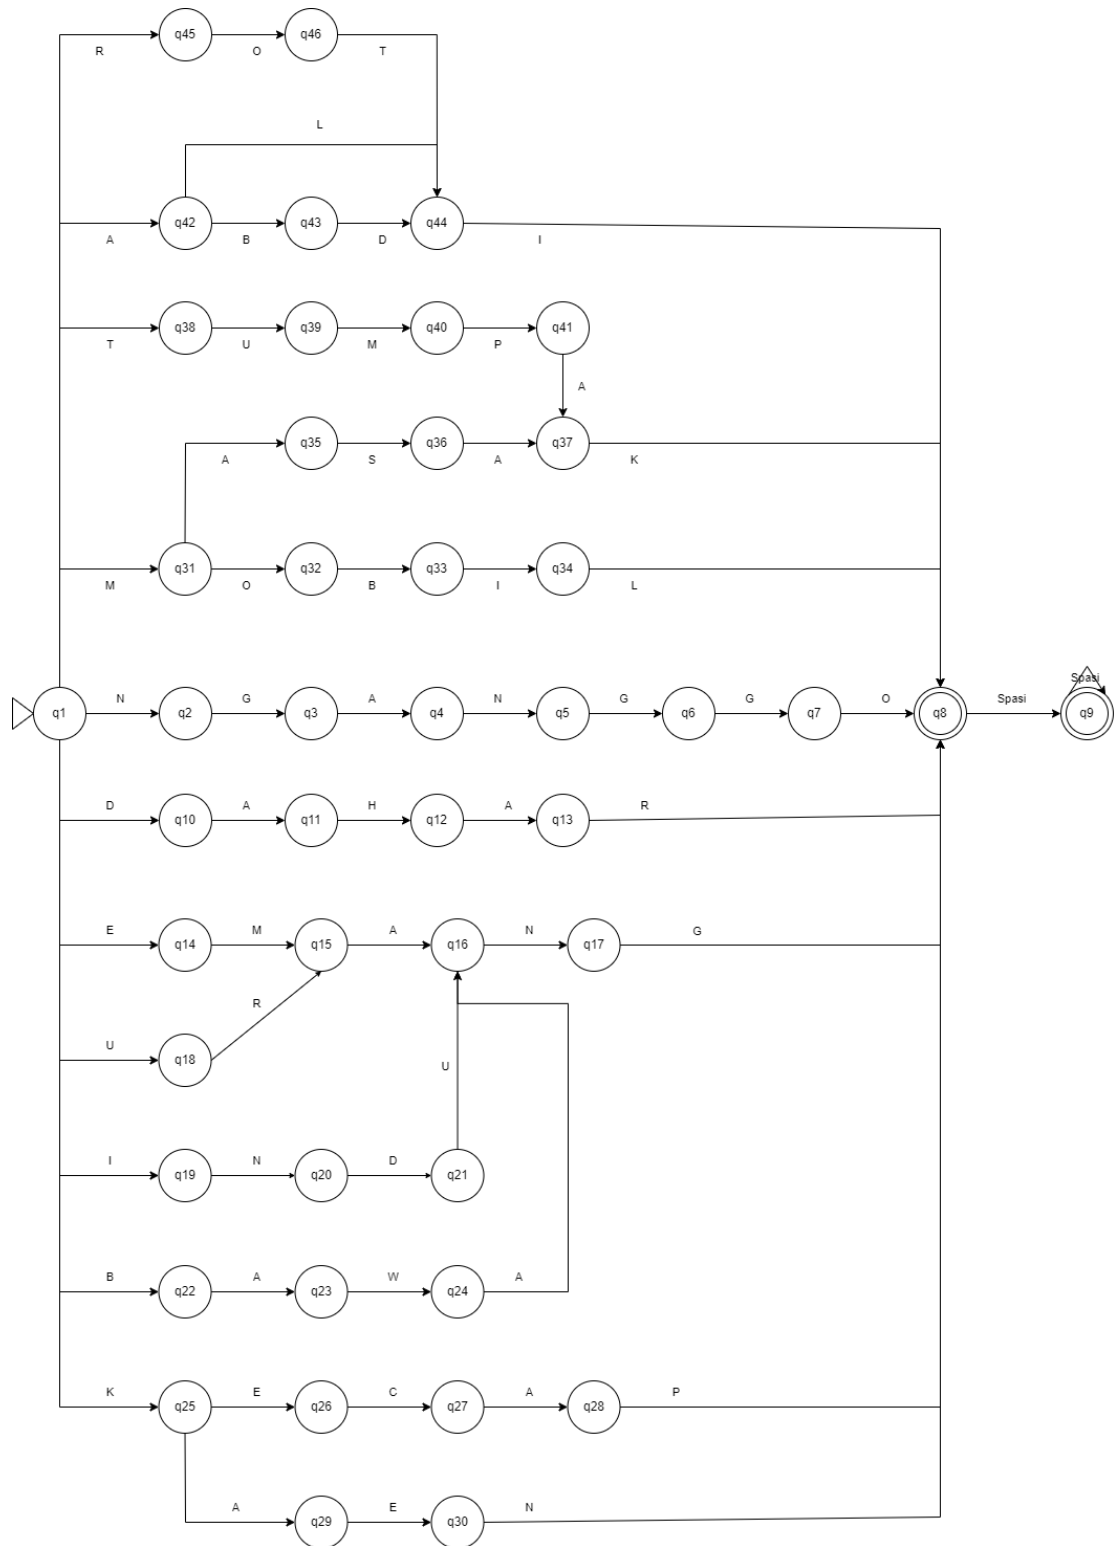 q45 q46
R O T
L
q42 q43 q44
A B D I
q38 q39 q40 q41
T U M P
A
q35 q36 q37
A S A K
q31 q32 q33 q34
M O B I L
Spasi
N G A N G G O Spasi
q1 q2 q3 q4 q5 q6 q7 q8 q9
D A H A R
q10 q11 q12 q13
E M A N G
q14 q15 q16 q17
R
U
q18
U
I N D
q19 q20 q21
B A W A
q22 q23 q24
K E C A P
q25 q26 q27 q28
A E N
q29 q30